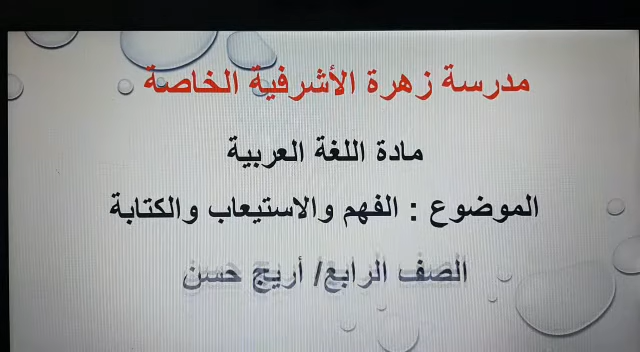 مدرسة زهرة الأشرفية الخاصة
مادة اللغة العربية
الموضوع : الفهم والاستيعاب والكتابة
الصف الرابع/ أريج حسن